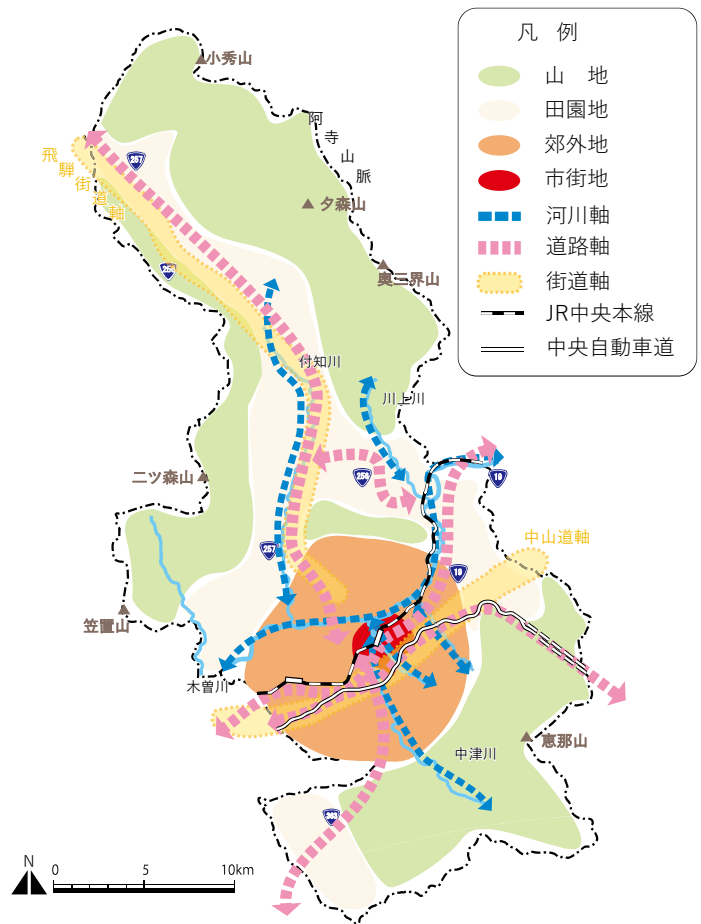 凡 例
山 地
田園地
郊外地
市街地
河川軸
道路軸
街道軸
JR中央本線
中央自動車道
小秀山
阿寺山脈
257
飛騨街道軸
夕森山
256
奥三界山
付知川
川上川
二ツ森山
256
19
中山道軸
257
19
笠置山
木曽川
恵那山
中津川
363
N
0 5 10km